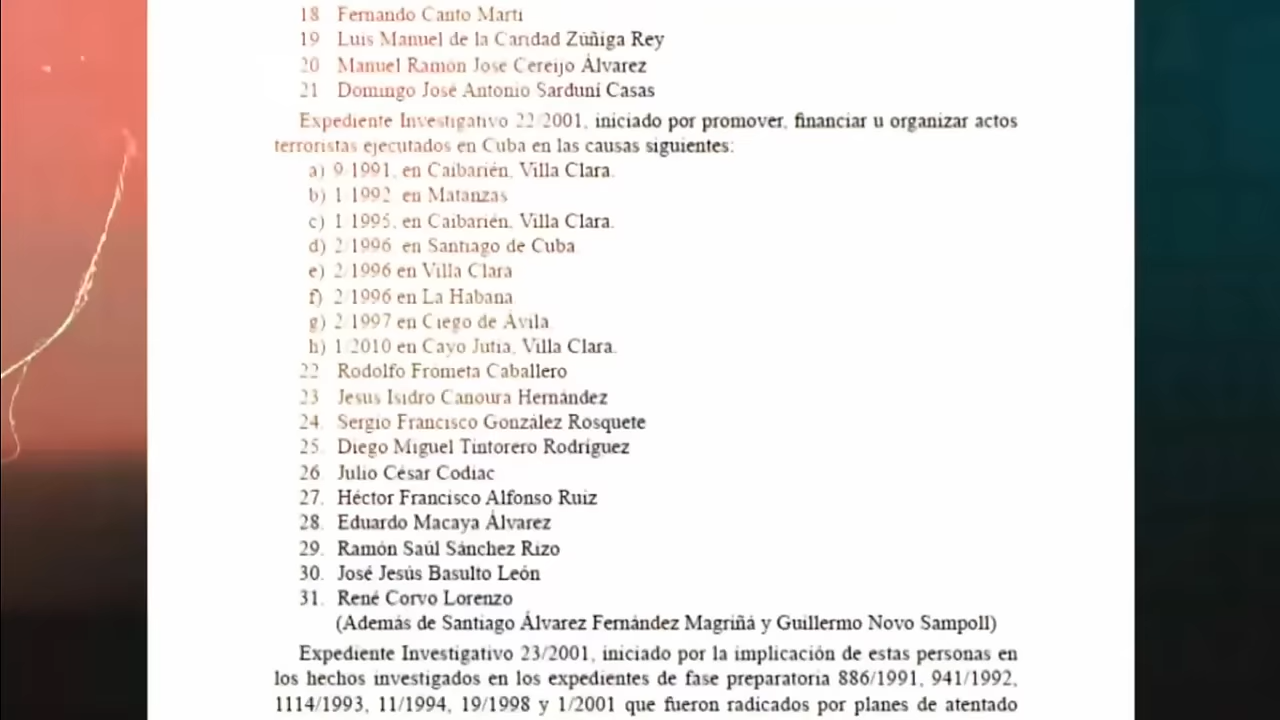 18 Fernando Canto Martí
19 Luis Manuel de la Caridad Zúñiga Rey
20 Manuel Ramón José Cereijo Álvarez
21 Domingo José Antonio Sarduní Casas
Expediente Investigativo 22/2001, iniciado por promover, financiar u organizar actos
terroristas ejecutados en Cuba en las causas siguientes:
a) 9/1991, en Caibarién, Villa Clara.
b) 1/1992 en Matanzas
c) 1/1995, en Caibarién, Villa Clara.
d) 2/1996 en Santiago de Cuba
e) 2/1996 en Villa Clara
f) 2/1996 en La Habana
g) 2/1997 en Ciego de Ávila.
h) 1/2010 en Cayo Jutía, Villa Clara.
22 Rodolfo Frómeta Caballero
23 Jesús Isidro Canoura Hernández
24. Sergio Francisco González Rosquete
25. Diego Miguel Tintorero Rodríguez
26. Julio César Codiac
27. Héctor Francisco Alfonso Ruiz
28. Eduardo Macaya Álvarez
29. Ramón Saúl Sánchez Rizo
30. José Jesús Basulto León
31. René Corvo Lorenzo
(Además de Santiago Álvarez Fernández Magriñá y Guillermo Novo Sampoll)
Expediente Investigativo 23/2001, iniciado por la implicación de estas personas en
los hechos investigados en los expedientes de fase preparatoria 886/1991, 941/1992,
1114/1993, 11/1994, 19/1998 y 1/2001 que fueron radicados por planes de atentado